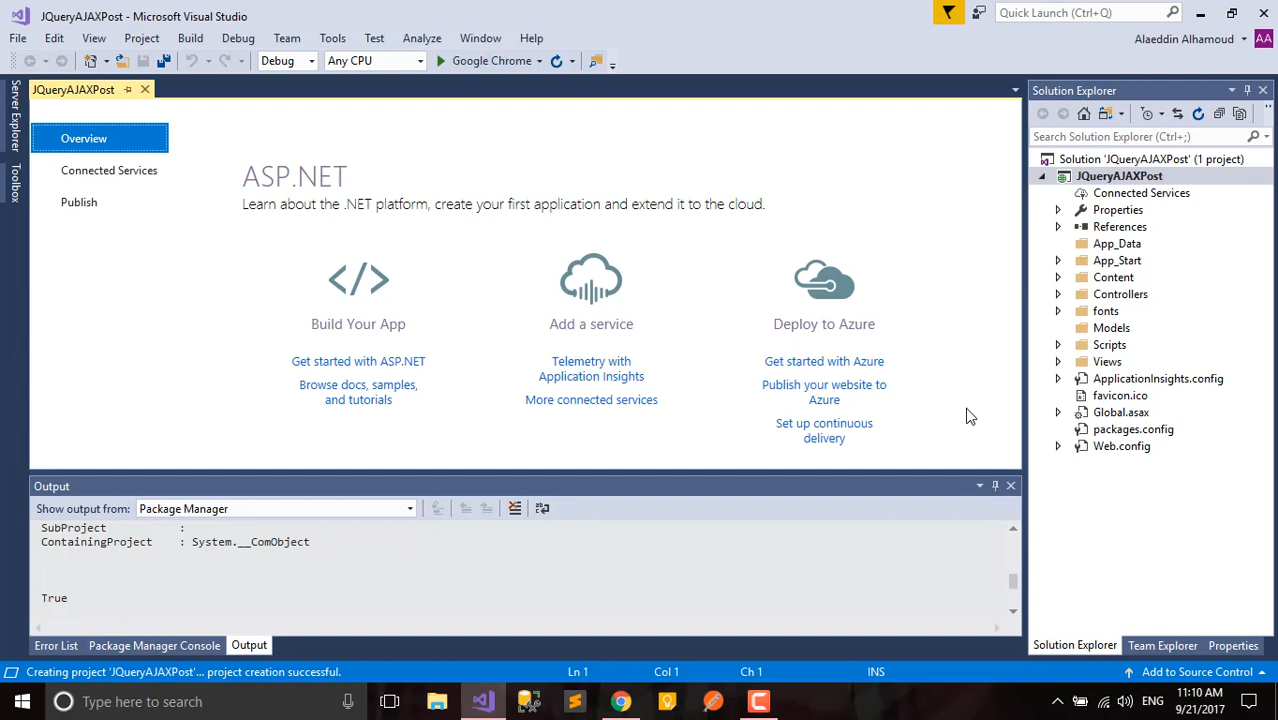 JQueryAJAXPost - Microsoft Visual Studio
Quick Launch (Ctrl+Q)
File Edit View Project Build Debug Team Tools Test Analyze Window Help
Alaeddin Alhamoud AA
Debug Any CPU Google Chrome
Server Explorer
Toolbox
JQueryAJAXPost
Overview
Connected Services
Publish
ASP.NET
Learn about the .NET platform, create your first application and extend it to the cloud.
Build Your App
Get started with ASP.NET
Browse docs, samples,
and tutorials
Add a service
Telemetry with
Application Insights
More connected services
Deploy to Azure
Get started with Azure
Publish your website to
Azure
Set up continuous
delivery
Solution Explorer
Search Solution Explorer (Ctrl+;)
Solution 'JQueryAJAXPost' (1 project)
JQueryAJAXPost
Connected Services
Properties
References
App_Data
App_Start
Content
Controllers
fonts
Models
Scripts
Views
ApplicationInsights.config
favicon.ico
Global.asax
packages.config
Web.config
Output
Show output from: Package Manager
SubProject :
ContainingProject : System.__ComObject
True
Error List Package Manager Console Output
Solution Explorer Team Explorer Properties
Creating project 'JQueryAJAXPost'... project creation successful. Ln 1 Col 1 Ch 1 INS Add to Source Control
Type here to search
ENG
11:10 AM
9/21/2017